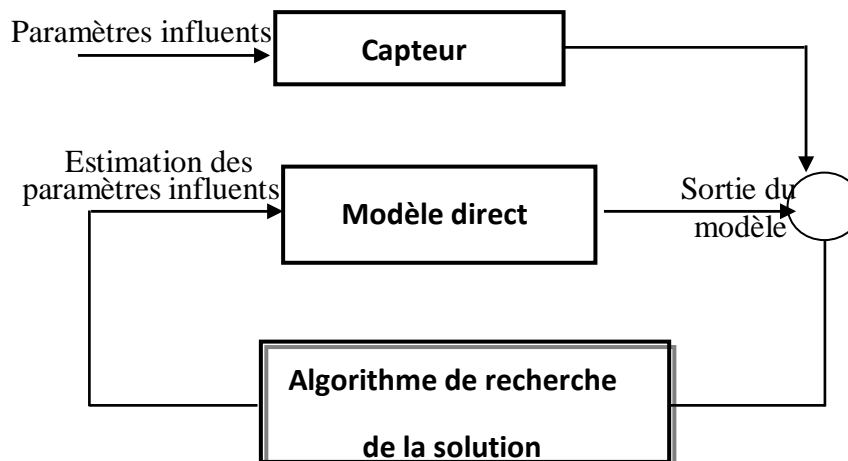 Paramètres influents
Capteur
Estimation des
paramètres influents
Modèle direct
Sortie du
modèle
Algorithme de recherche
de la solution